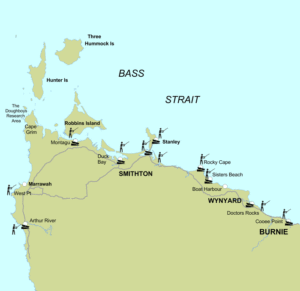 Three
Hummock Is
BASS
Hunter Is
STRAIT
The
Doughboys
Research
Area
Cape
Grim
Robbins Island
Montagu
Stanley
Duck
Bay
SMITHTON
Rocky Cape
Sisters Beach
Marrawah
West Pt
Boat Harbour
WYNYARD
Doctors Rocks
Arthur River
Cooee Point
BURNIE